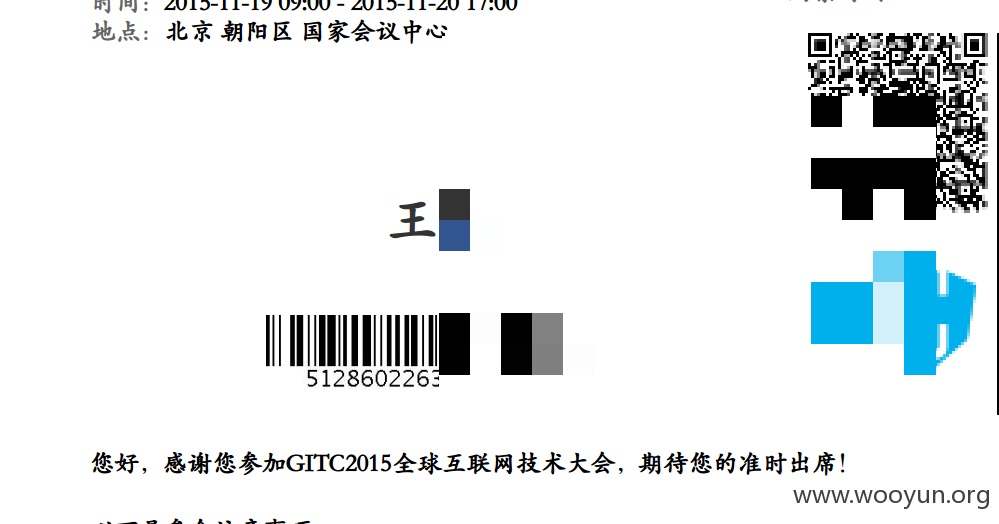 时间：2015-11-19 09:00 - 2015-11-20 17:00
地点：北京 朝阳区 国家会议中心
王
5128602263
您好，感谢您参加GITC2015全球互联网技术大会，期待您的准时出席！
www.wooyun.org